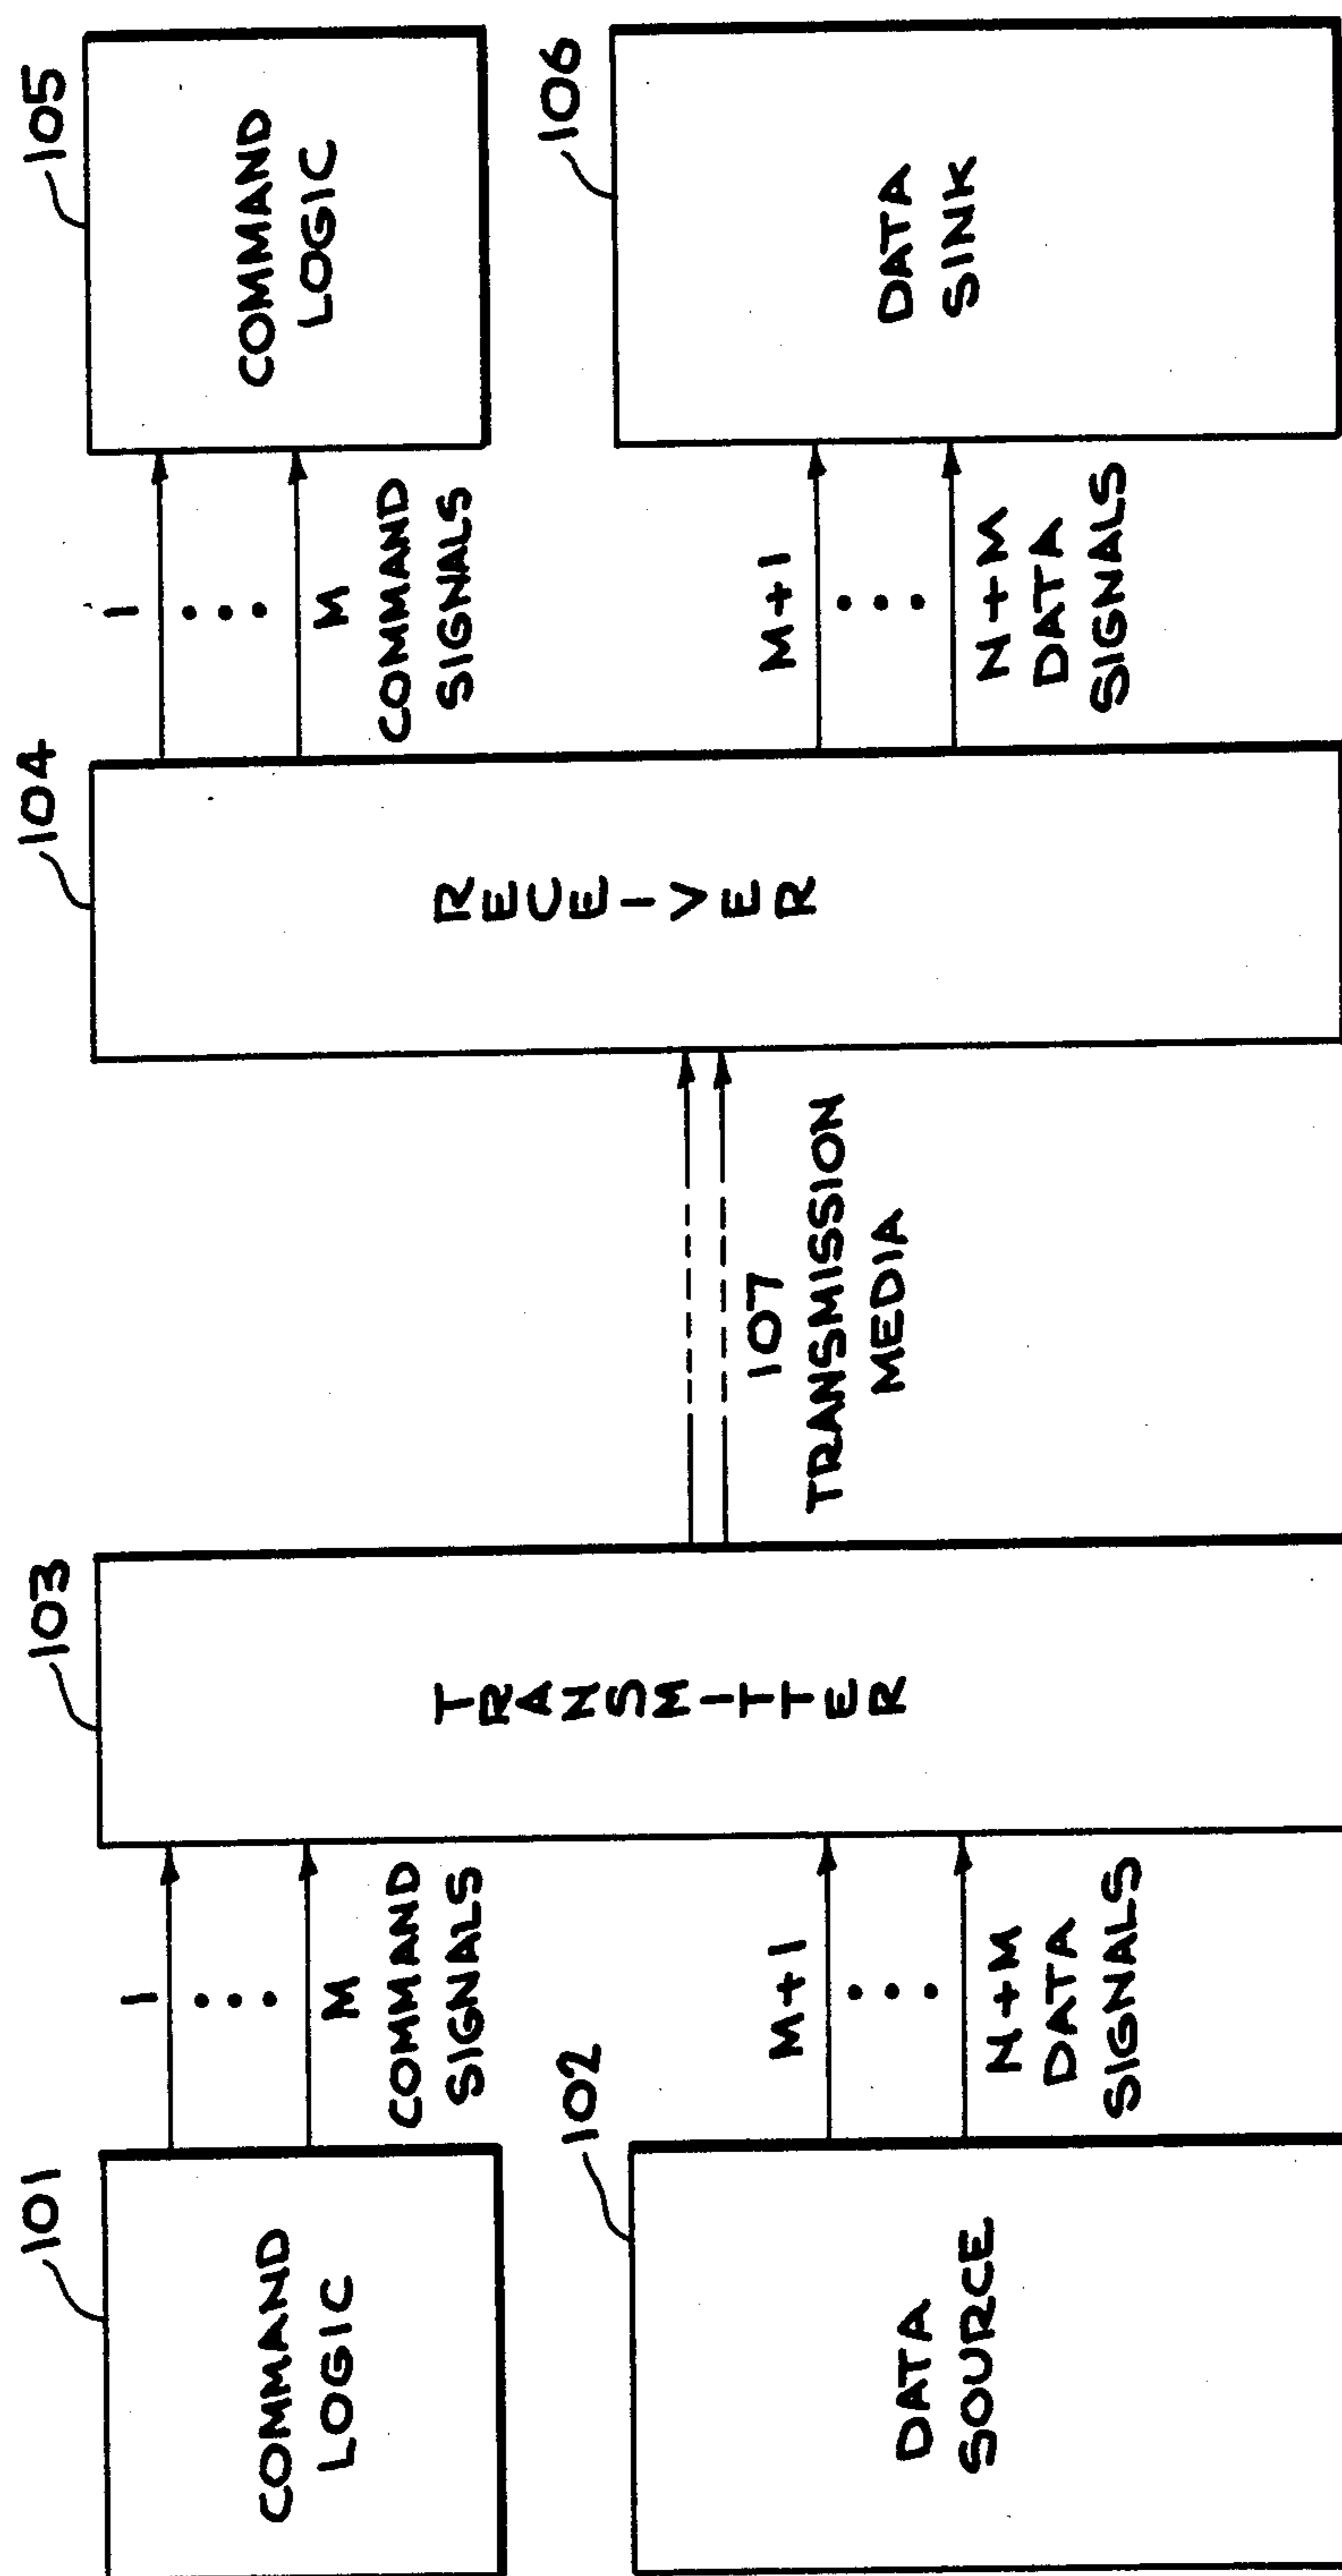 101
COMMAND
LOGIC
1
M
COMMAND
SIGNALS
102
DATA
SOURCE
M+1
N+M
DATA
SIGNALS
103
TRANSMITTER
107
TRANSMISSION
MEDIA
104
RECEIVER
1
M
COMMAND
SIGNALS
M+1
N+M
DATA
SIGNALS
105
COMMAND
LOGIC
106
DATA
SINK